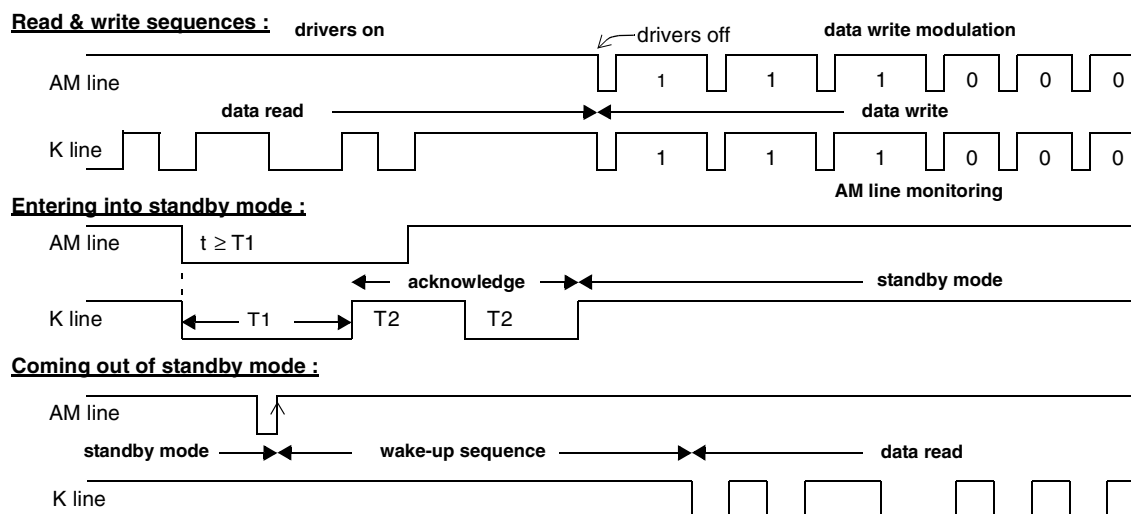 Read & write sequences :
drivers on
drivers off
data write modulation
AM line
1 1 1 0 0 0 0
data read
data write
K line
1 1 1 0 0 0 0
AM line monitoring
Entering into standby mode :
AM line
t ≥ T1
acknowledge
standby mode
K line
T1
T2
T2
Coming out of standby mode :
AM line
standby mode
wake-up sequence
data read
K line